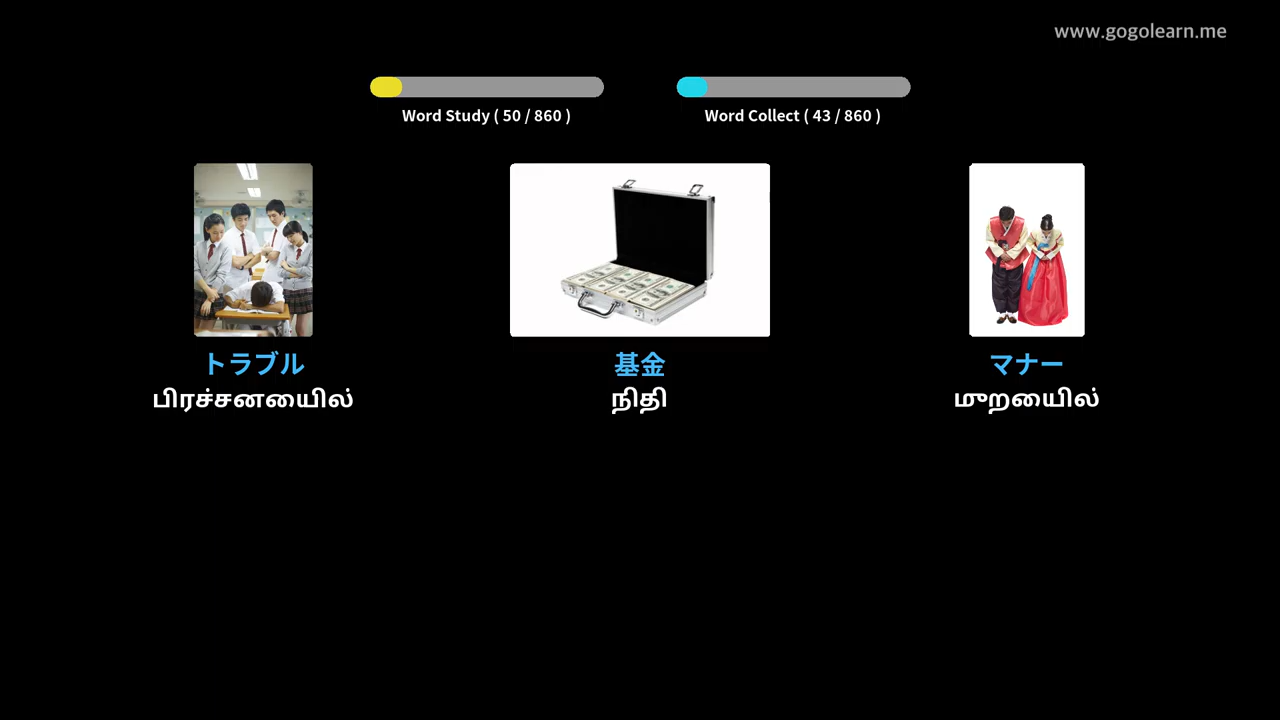 www.gogolearn.me
Word Study ( 50 / 860 )
Word Collect ( 43 / 860 )
トラブル
பிரச்சனையில்
基金
நிதி
マナー
முறையில்